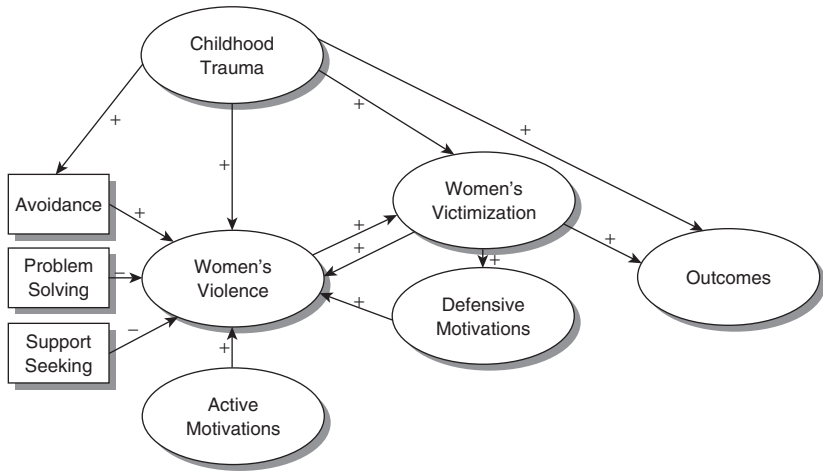 Childhood
Trauma
+
+
+
+
Avoidance
+
Women's
Victimization
+
+
+
Problem
Solving
–
Women's
Violence
+
Outcomes
Defensive
Motivations
+
Support
Seeking
–
+
Active
Motivations